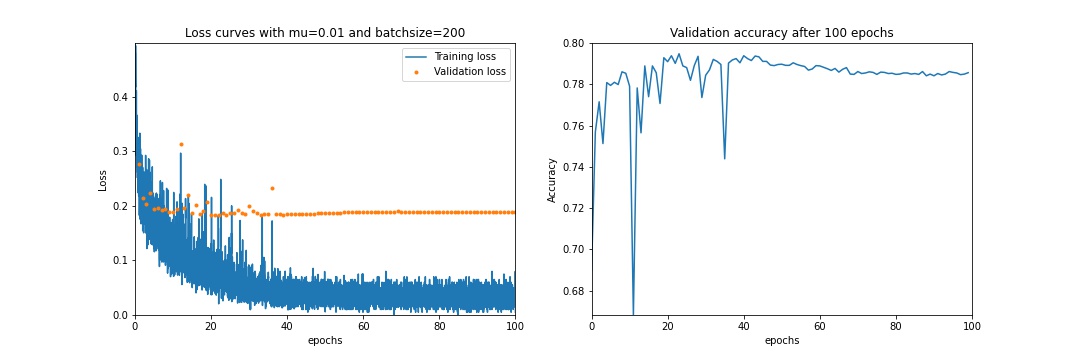 Loss curves with mu=0.01 and batchsize=200
Training loss
Validation loss
Loss
0.4
0.3
0.2
0.1
0.0
0 20 40 60 80 100
epochs
Validation accuracy after 100 epochs
Accuracy
0.80
0.78
0.76
0.74
0.72
0.70
0.68
0 20 40 60 80 100
epochs